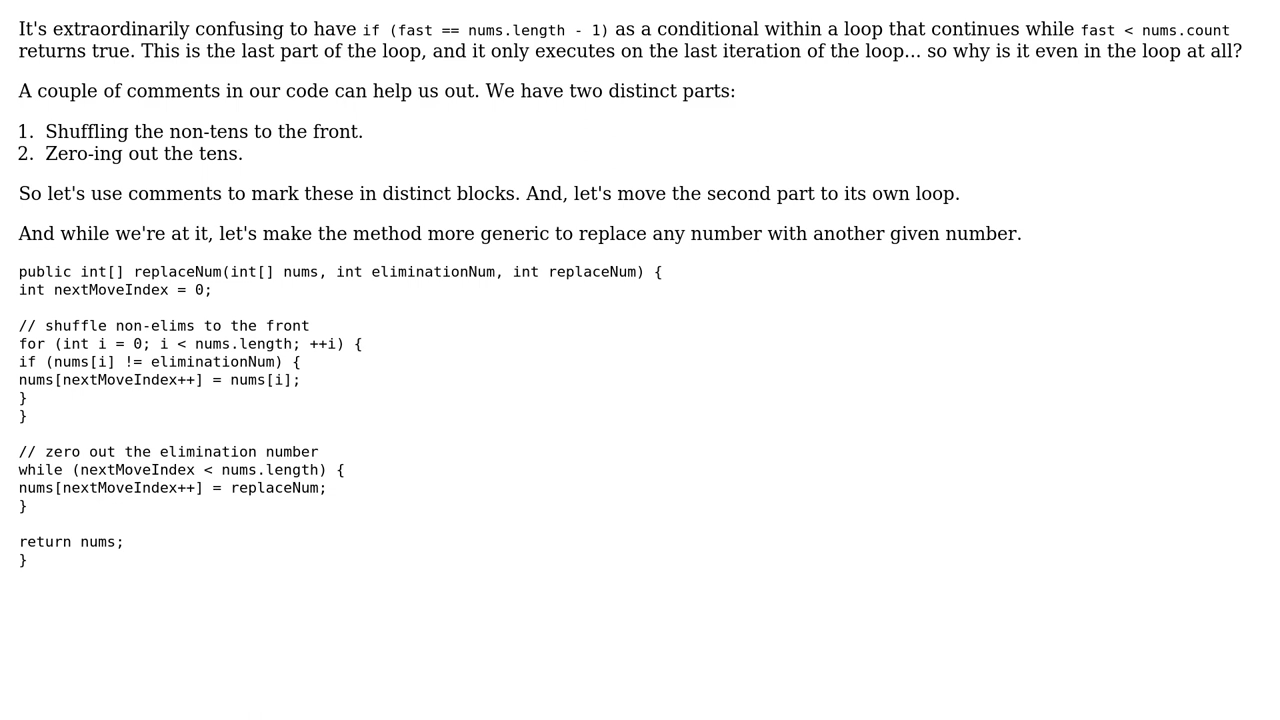 It's extraordinarily confusing to have if (fast == nums.length - 1) as a conditional within a loop that continues while fast < nums.count
returns true. This is the last part of the loop, and it only executes on the last iteration of the loop... so why is it even in the loop at all?
A couple of comments in our code can help us out. We have two distinct parts:
1. Shuffling the non-tens to the front.
2. Zero-ing out the tens.
So let's use comments to mark these in distinct blocks. And, let's move the second part to its own loop.
And while we're at it, let's make the method more generic to replace any number with another given number.
public int[] replaceNum(int[] nums, int eliminationNum, int replaceNum) {
int nextMoveIndex = 0;
// shuffle non-elims to the front
for (int i = 0; i < nums.length; ++i) {
if (nums[i] != eliminationNum) {
nums[nextMoveIndex++] = nums[i];
}
}
// zero out the elimination number
while (nextMoveIndex < nums.length) {
nums[nextMoveIndex++] = replaceNum;
}
return nums;
}